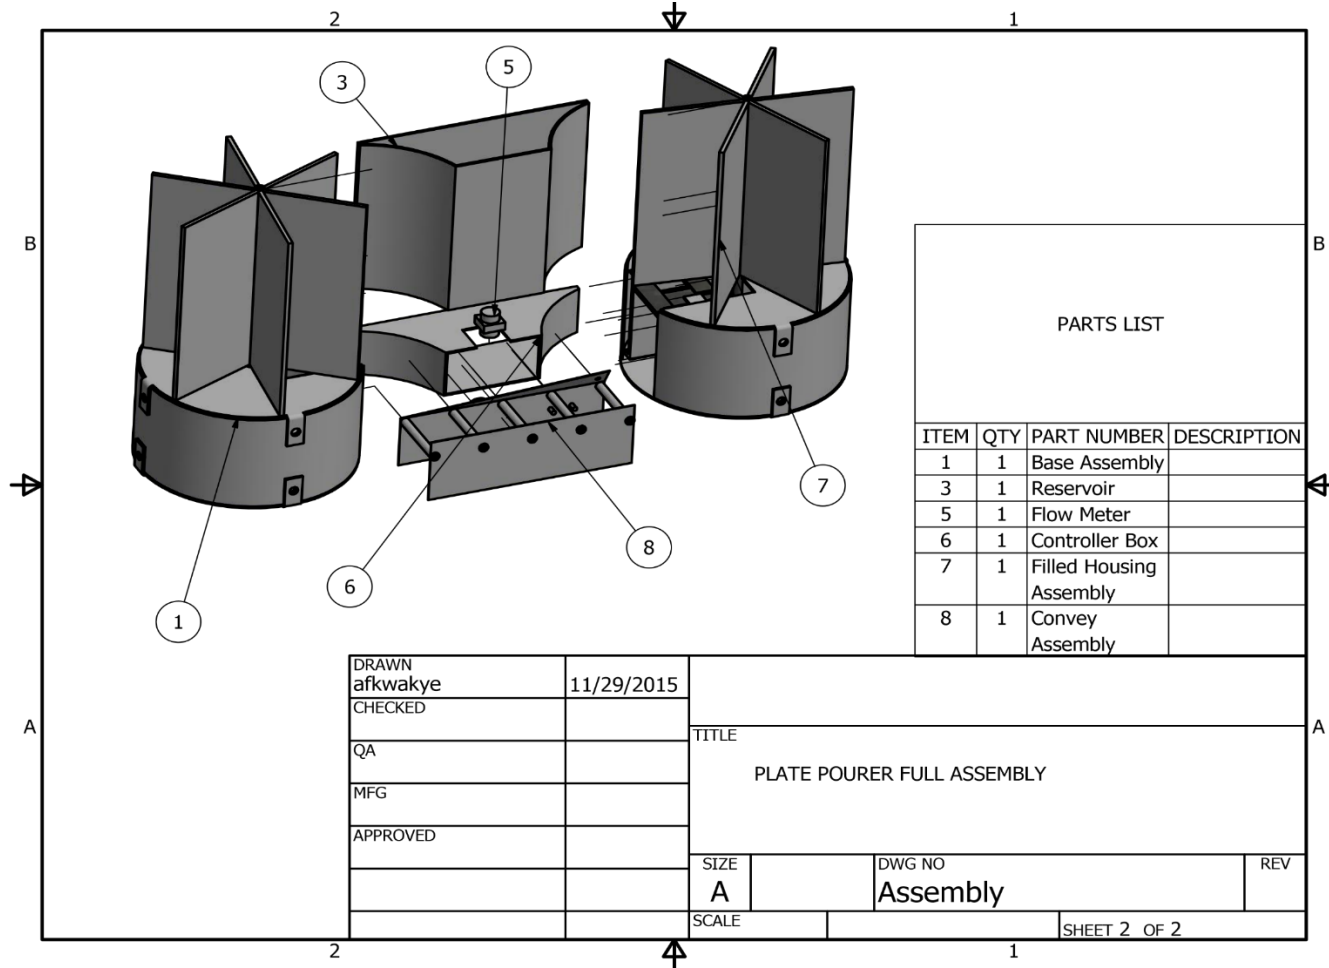 2
1
3
5
B
B
PARTS LIST
ITEM QTY PART NUMBER DESCRIPTION
1 1 Base Assembly
3 1 Reservoir
5 1 Flow Meter
6 1 Controller Box
7 1 Filled Housing
Assembly
8 1 Convey
Assembly
7
8
6
1
DRAWN
afkwakye 11/29/2015
CHECKED
QA
MFG
APPROVED
TITLE
PLATE POURER FULL ASSEMBLY
A
A
SIZE
A
DWG NO
Assembly
REV
SCALE
SHEET 2 OF 2
2
1